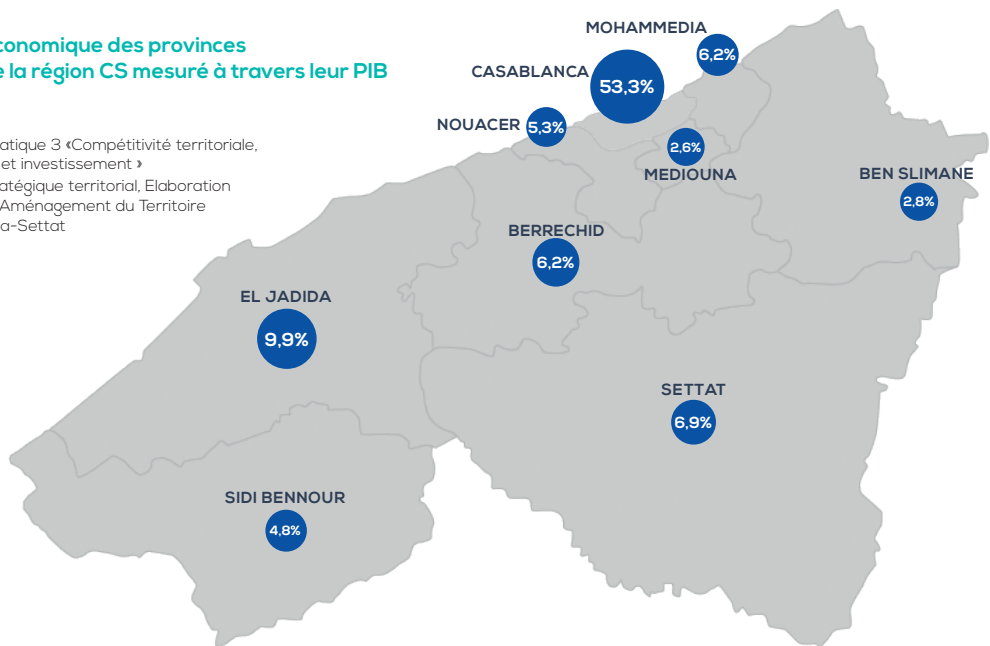 conomique des provinces
la région CS mesuré à travers leur PIB
atique 3 «Compétitivité territoriale,
et investissement »
atégique territorial, Elaboration
Aménagement du Territoire
a-Settat
MOHAMMEDIA
6,2%
CASABLANCA
53,3%
NOUACER
5,3%
2,6%
MEDIOUNA
BEN SLIMANE
2,8%
BERRECHID
6,2%
EL JADIDA
9,9%
SETTAT
6,9%
SIDI BENNOUR
4,8%